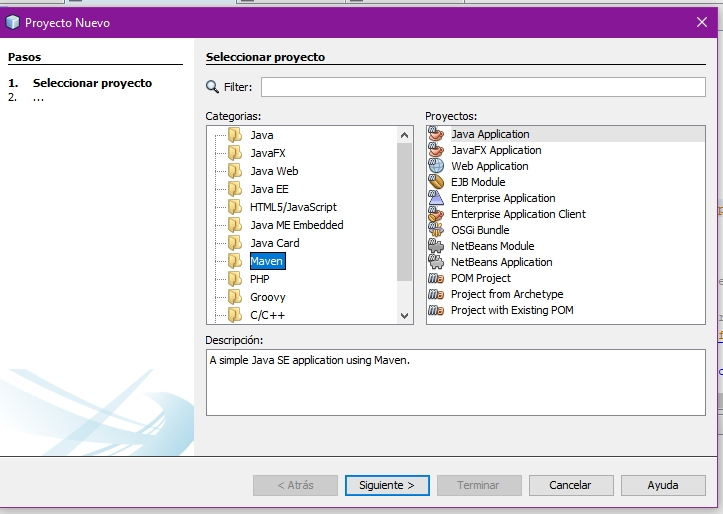 Proyecto Nuevo
Pasos
1. Seleccionar proyecto
2. ...
Seleccionar proyecto
Filter:
Categorias:
Java
JavaFX
Java Web
Java EE
HTML5/JavaScript
Java ME Embedded
Java Card
Maven
PHP
Groovy
C/C++
Proyectos:
Java Application
JavaFX Application
Web Application
EJB Module
Enterprise Application
Enterprise Application Client
OSGi Bundle
NetBeans Module
NetBeans Application
POM Project
Project from Archetype
Project with Existing POM
Descripción:
A simple Java SE application using Maven.
< Atrás
Siguiente >
Terminar
Cancelar
Ayuda